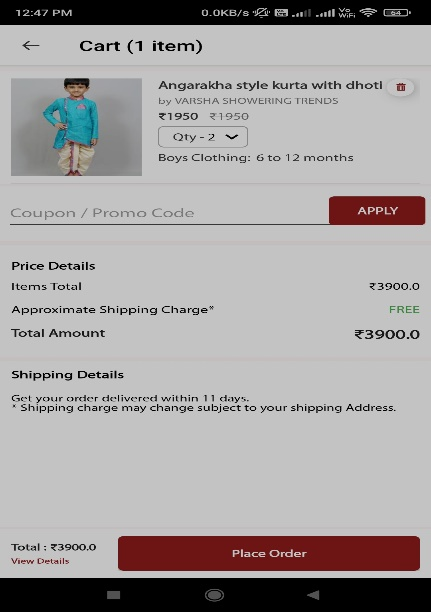 12:47 PM 0.0KB/s Vo WiFi 64
Cart (1 item)
Angarakha style kurta with dhoti
by VARSHA SHOWERING TRENDS
₹1950 ₹1950
Qty - 2
Boys Clothing: 6 to 12 months
Coupon / Promo Code
APPLY
Price Details
Items Total ₹3900.0
Approximate Shipping Charge* FREE
Total Amount ₹3900.0
Shipping Details
Get your order delivered within 11 days.
* Shipping charge may change subject to your shipping Address.
Total : ₹3900.0
View Details
Place Order